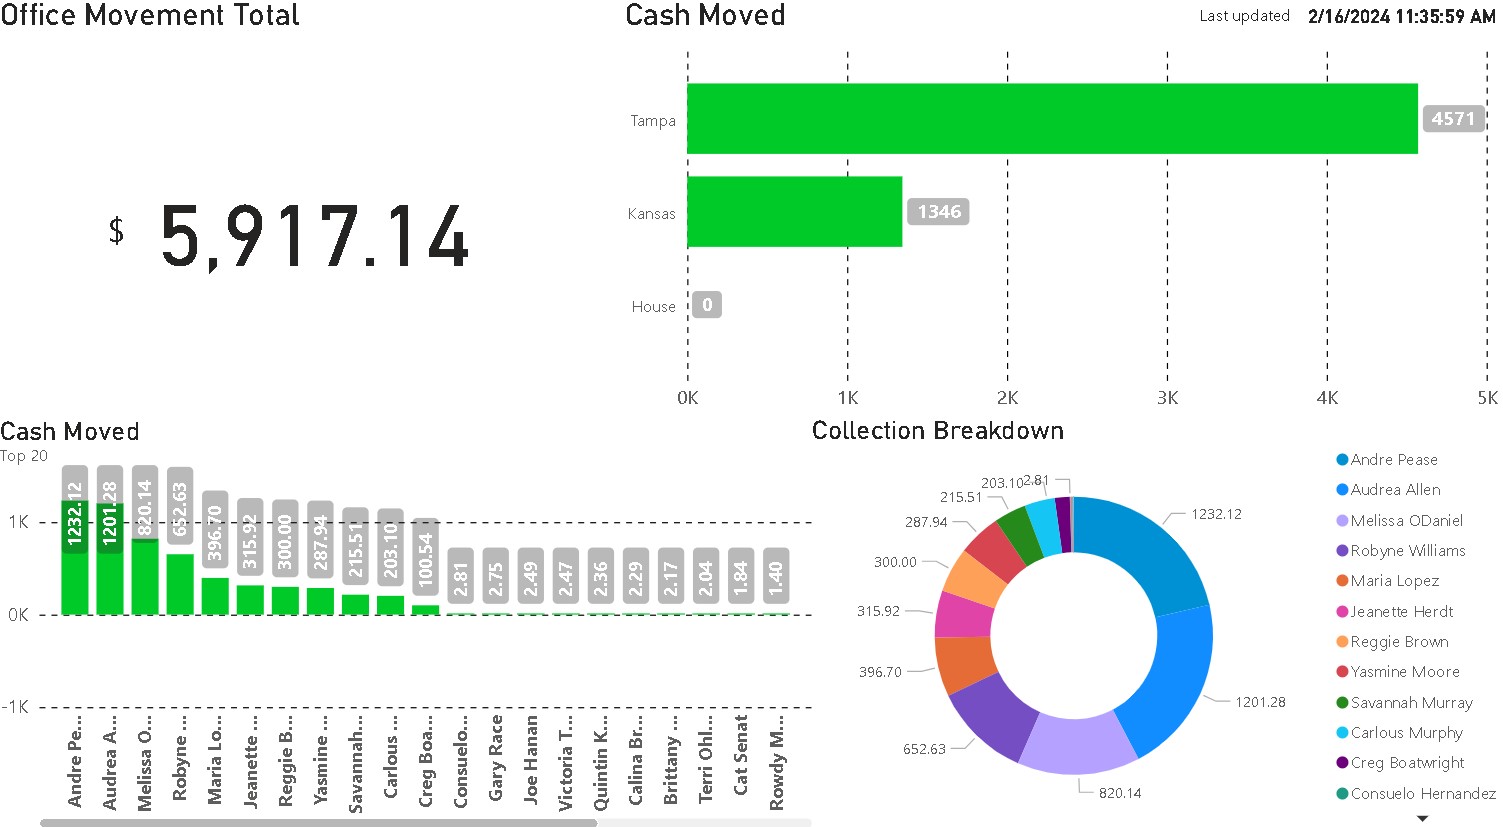 Office Movement Total
$ 5,917.14
Cash Moved
Last updated 2/16/2024 11:35:59 AM
Tampa 4571
Kansas 1346
House 0
0K 1K 2K 3K 4K 5K
Cash Moved
Top 20
1232.12 1201.28 820.14 652.63 396.70 315.92 300.00 287.94 215.51 203.10 100.54 2.81 2.75 2.49 2.47 2.36 2.29 2.17 2.04 1.84 1.40
1K
0K
-1K
Andre Pe...
Audrea A...
Melissa O...
Robyne ...
Maria Lo...
Jeanette ...
Reggie B...
Yasmine ...
Savannah...
Carlous ...
Creg Boa...
Consuelo...
Gary Race
Joe Hanan
Victoria T...
Quintin K...
Calina Br...
Brittany ...
Terri Ohl...
Cat Senat
Rowdy M...
Collection Breakdown
1232.12
1201.28
820.14
652.63
396.70
315.92
300.00
287.94
215.51
203.10
2.81
Andre Pease
Audrea Allen
Melissa ODaniel
Robyne Williams
Maria Lopez
Jeanette Herdt
Reggie Brown
Yasmine Moore
Savannah Murray
Carlous Murphy
Creg Boatwright
Consuelo Hernandez